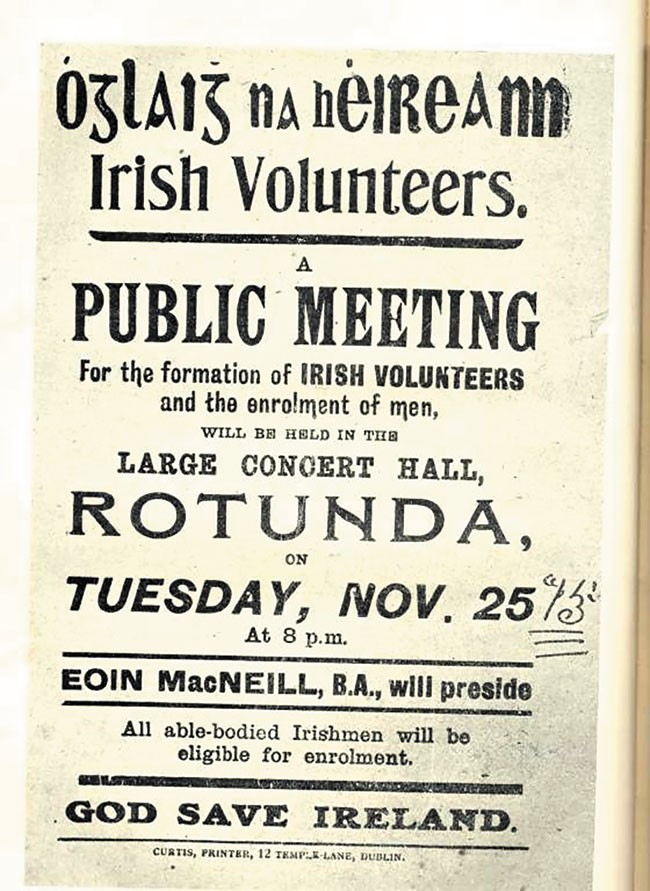 Óġlaiġ na hÉireann
Irish Volunteers.
A
PUBLIC MEETING
For the formation of IRISH VOLUNTEERS
and the enrolment of men,
WILL BE HELD IN THE
LARGE CONCERT HALL,
ROTUNDA,
ON
TUESDAY, NOV. 25
At 8 p.m.
EOIN MacNEILL, B.A., will preside
All able-bodied Irishmen will be
eligible for enrolment.
GOD SAVE IRELAND.
CURTIS, PRINTER, 12 TEMPLE-LANE, DUBLIN.